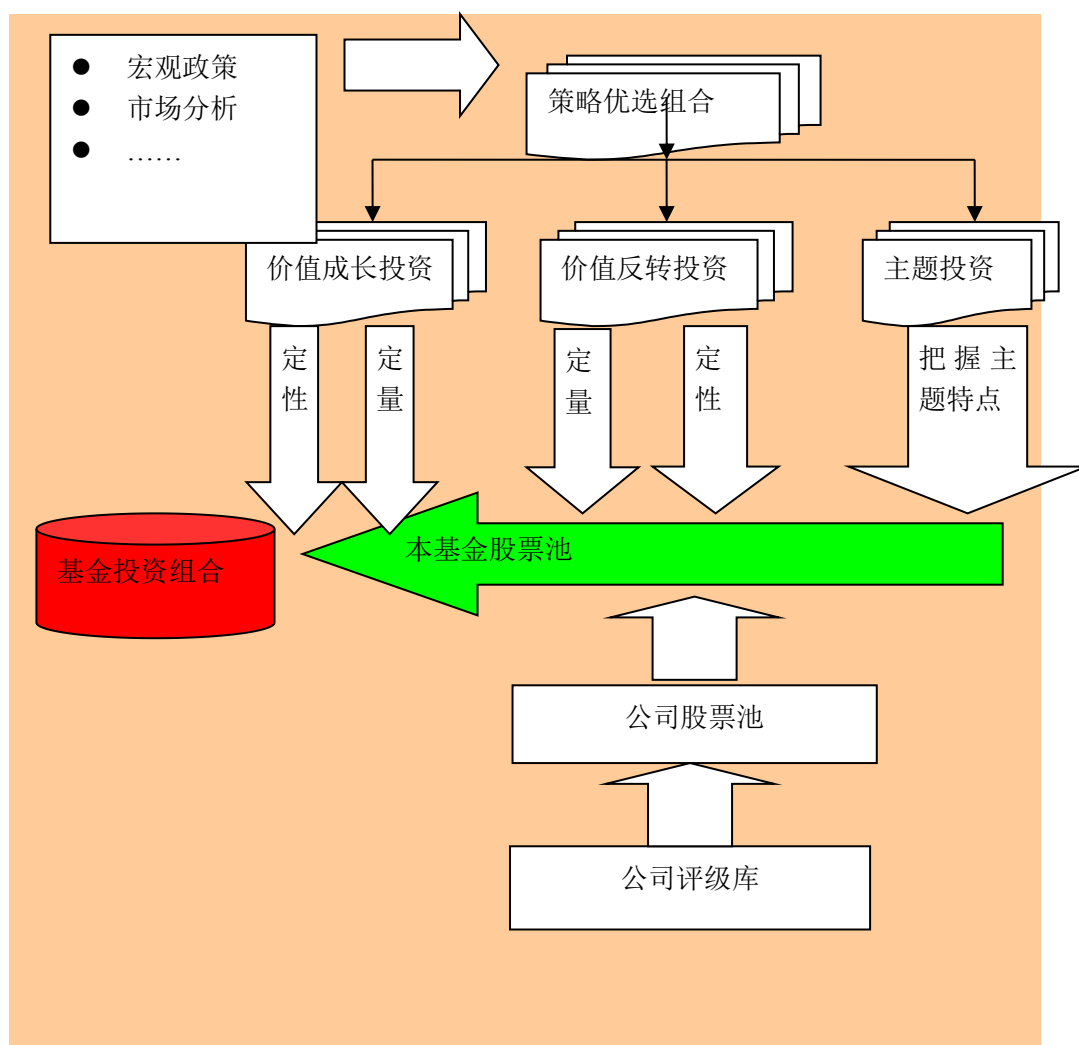 ● 宏观政策
● 市场分析
● ……
策略优选组合
价值成长投资
价值反转投资
主题投资
定
性
定
量
定
量
定
性
把握主
题特点
本基金股票池
基金投资组合
公司股票池
公司评级库